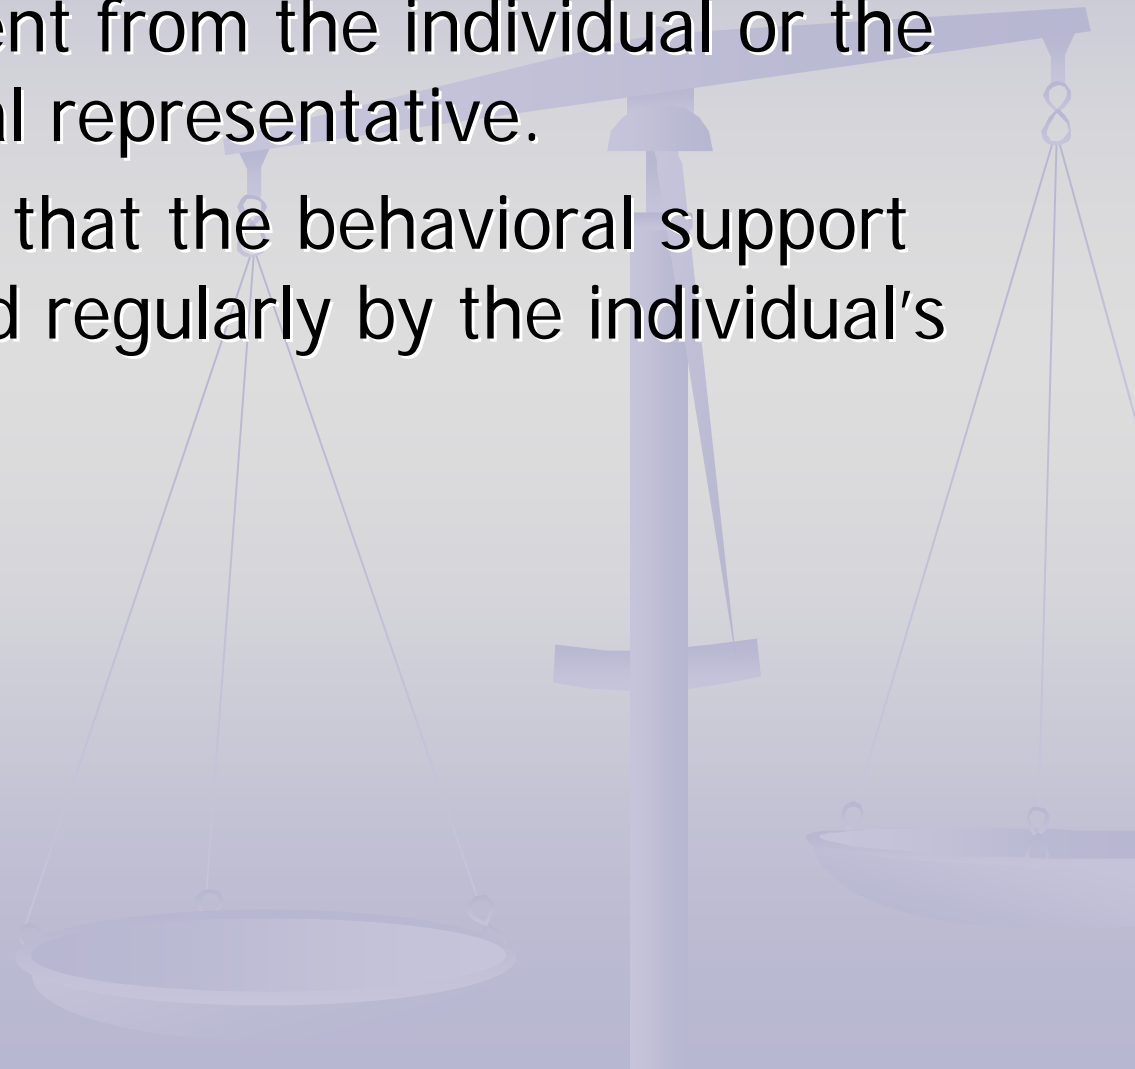 ent from the individual or the
al representative.
that the behavioral support
d regularly by the individual's